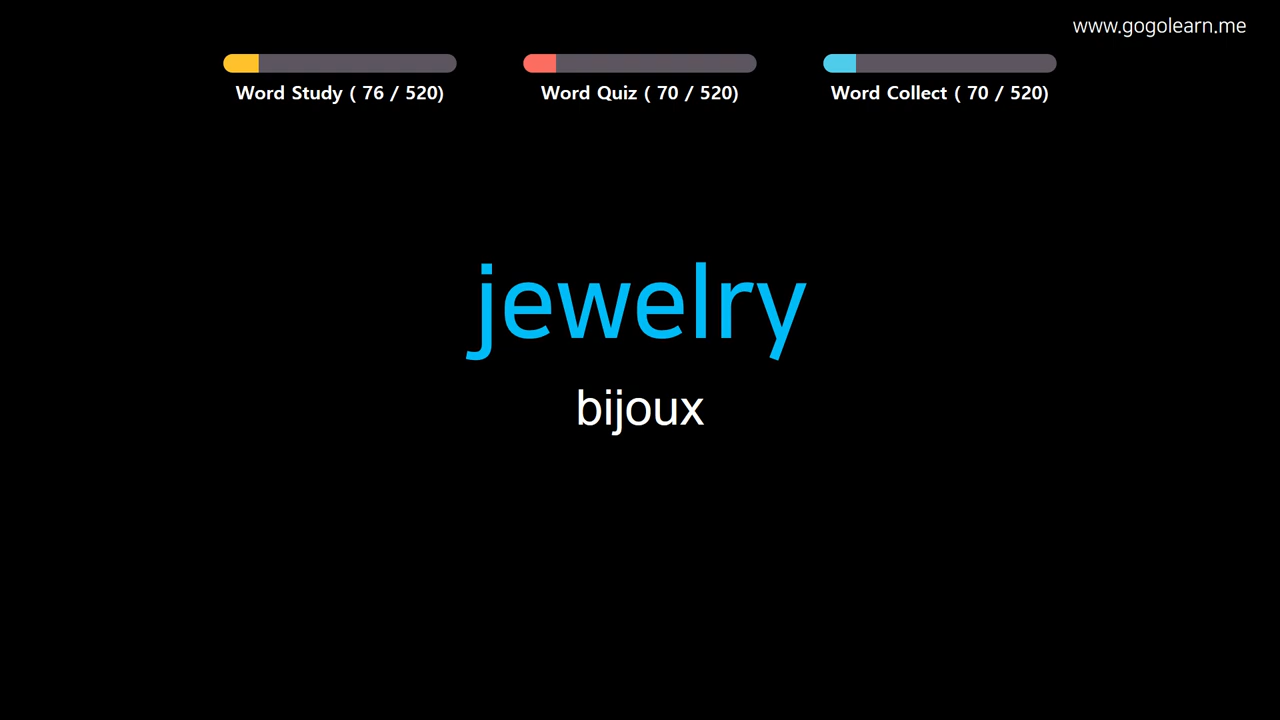 www.gogolearn.me
Word Study ( 76 / 520)
Word Quiz ( 70 / 520)
Word Collect ( 70 / 520)
jewelry
bijoux